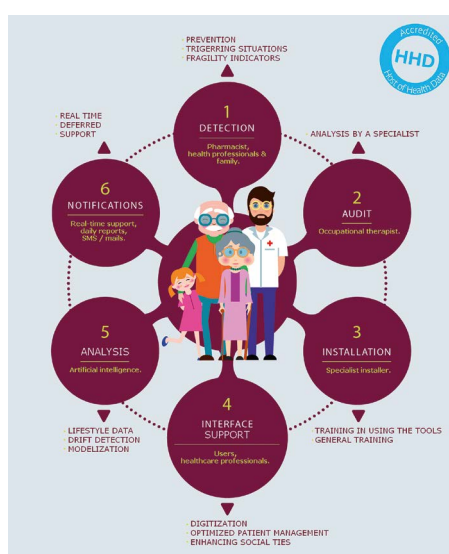 · PREVENTION
· TRIGERRING SITUATIONS
· FRAGILITY INDICATORS
Accredited
HHD
Host of Health Data
1
DETECTION
Pharmacist,
health professionals &
family.
· ANALYSIS BY A SPECIALIST
2
AUDIT
Occupational therapist.
3
INSTALLATION
Specialist installer.
· TRAINING IN USING THE TOOLS
· GENERAL TRAINING
4
INTERFACE
SUPPORT
Users,
healthcare professionals.
· DIGITIZATION
· OPTIMIZED PATIENT MANAGEMENT
· ENHANCING SOCIAL TIES
5
ANALYSIS
Artificial intelligence.
· LIFESTYLE DATA
· DRIFT DETECTION
· MODELIZATION
· REAL TIME
DEFERRED
SUPPORT
6
NOTIFICATIONS
Real-time support,
daily reports,
SMS / mails.